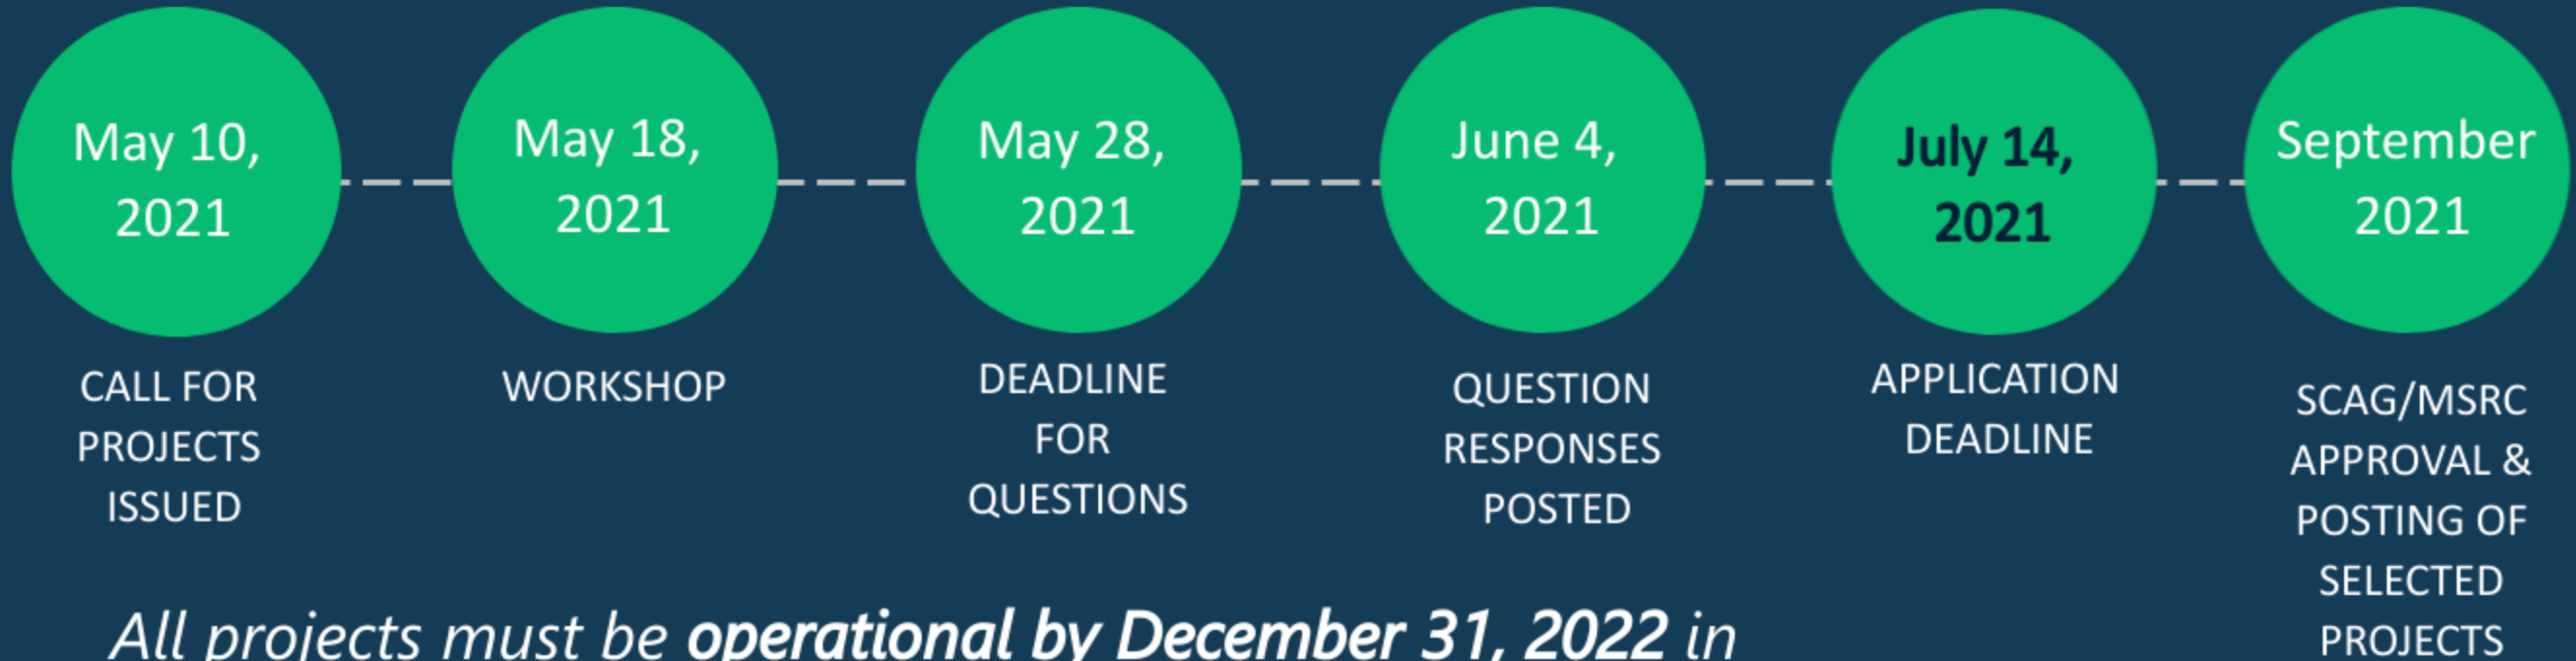 May 10,
2021
CALL FOR
PROJECTS
ISSUED
May 18,
2021
WORKSHOP
May 28,
2021
DEADLINE
FOR
QUESTIONS
June 4,
2021
QUESTION
RESPONSES
POSTED
July 14,
2021
APPLICATION
DEADLINE
September
2021
SCAG/MSRC
APPROVAL &
POSTING OF
SELECTED
PROJECTS
All projects must be operational by December 31, 2022 in